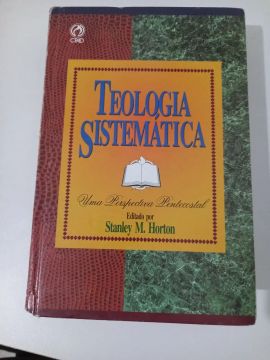 CPAD
TEOLOGIA
SISTEMÁTICA
Uma Perspectiva Pentecostal
Editado por
Stanley M. Horton